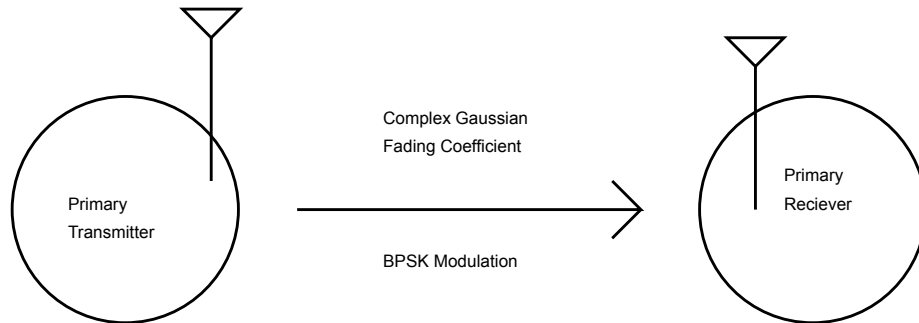 Complex Gaussian
Fading Coefficient
Primary
Transmitter
Primary
Reciever
BPSK Modulation